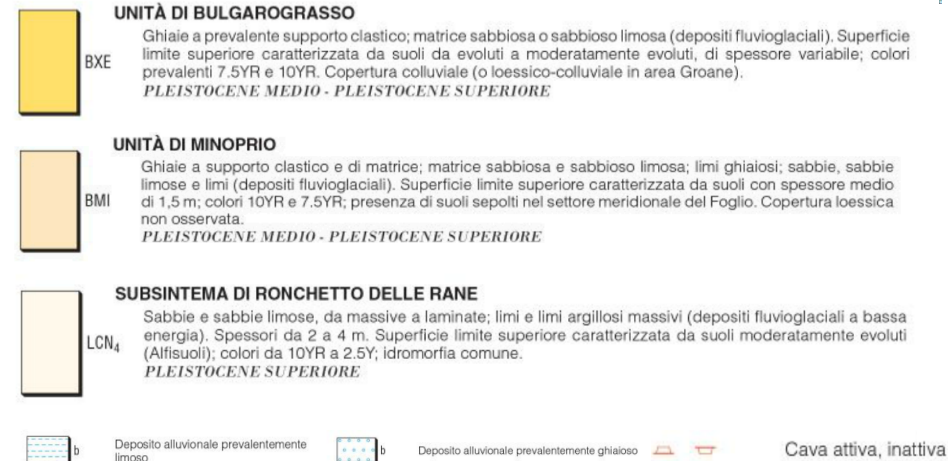 UNITÀ DI BULGAROGRASSO
Ghiaie a prevalente supporto clastico; matrice sabbiosa o sabbioso limosa (depositi fluvioglaciali). Superficie
limite superiore caratterizzata da suoli da evoluti a moderatamente evoluti, di spessore variabile; colori
BXE
prevalenti 7.5YR e 10YR. Copertura colluviale (o loessico-colluviale in area Groane).
PLEISTOCENE MEDIO - PLEISTOCENE SUPERIORE
UNITÀ DI MINOPRIO
Ghiaie a supporto clastico e di matrice; matrice sabbiosa e sabbioso limosa; limi ghiaiosi; sabbie, sabbie
limose e limi (depositi fluvioglaciali). Superficie limite superiore caratterizzata da suoli con spessore medio
BMI
di 1,5 m; colori 10YR e 7.5YR; presenza di suoli sepolti nel settore meridionale del Foglio. Copertura loessica
non osservata.
PLEISTOCENE MEDIO - PLEISTOCENE SUPERIORE
SUBSINTEMA DI RONCHETTO DELLE RANE
Sabbie e sabbie limose, da massive a laminate; limi e limi argillosi massivi (depositi fluvioglaciali a bassa
energia). Spessori da 2 a 4 m. Superficie limite superiore caratterizzata da suoli moderatamente evoluti
LCN4
(Alfisuoli); colori da 10YR a 2.5Y; idromorfia comune.
PLEISTOCENE SUPERIORE
b
Deposito alluvionale prevalentemente
limoso
b
Deposito alluvionale prevalentemente ghiaioso
Cava attiva, inattiva